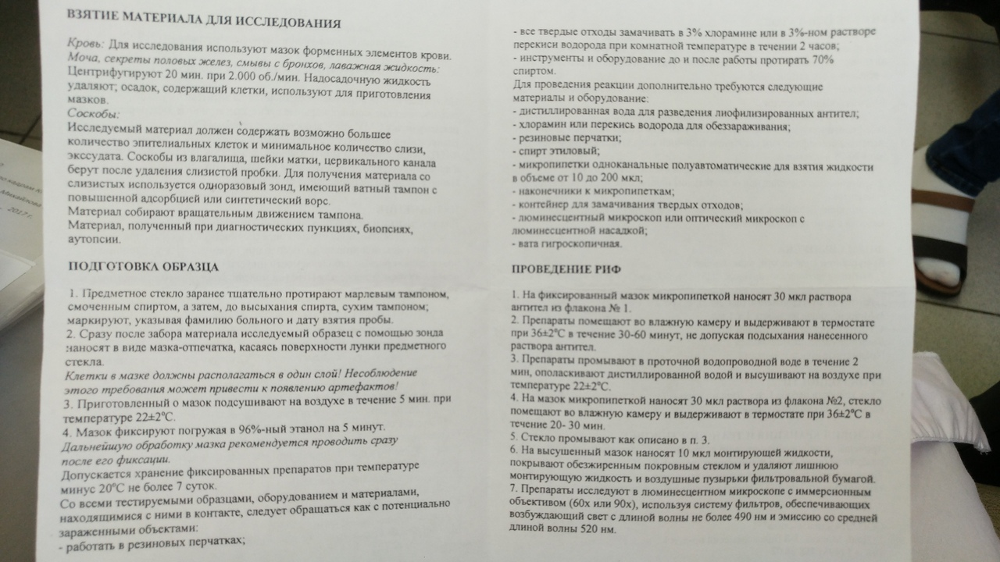 ВЗЯТИЕ МАТЕРИАЛА ДЛЯ ИССЛЕДОВАНИЯ
Кровь: Для исследования используют мазок форменных элементов крови.
Моча, секреты половых желез, смывы с бронхов, лаважная жидкость:
Центрифугируют 20 мин. при 2.000 об./мин. Надосадочную жидкость
удаляют; осадок, содержащий клетки, используют для приготовления
мазков.
Соскобы:
Исследуемый материал должен содержать возможно большее
количество эпителиальных клеток и минимальное количество слизи,
экссудата. Соскобы из влагалища, шейки матки, цервикального канала
берут после удаления слизистой пробки. Для получения материала со
слизистых используется одноразовый зонд, имеющий ватный тампон с
повышенной адсорбцией или синтетический ворс.
Материал собирают вращательным движением тампона.
Материал, полученный при диагностических пункциях, биопсиях,
аутопсии.
ПОДГОТОВКА ОБРАЗЦА
1. Предметное стекло заранее тщательно протирают марлевым тампоном,
смоченным спиртом, а затем, до высыхания спирта, сухим тампоном;
маркируют, указывая фамилию больного и дату взятия пробы.
2. Сразу после забора материала исследуемый образец с помощью зонда
наносят в виде мазка-отпечатка, касаясь поверхности лунки предметного
стекла.
Клетки в мазке должны располагаться в один слой! Несоблюдение
этого требования может привести к появлению артефактов!
3. Приготовленный о мазок подсушивают на воздухе в течение 5 мин. при
температуре 22±2°С.
4. Мазок фиксируют погружая в 96%-ный этанол на 5 минут.
Дальнейшую обработку мазка рекомендуется проводить сразу
после его фиксации.
Допускается хранение фиксированных препаратов при температуре
минус 20°С не более 7 суток.
Со всеми тестируемыми образцами, оборудованием и материалами,
находящимися с ними в контакте, следует обращаться как с потенциально
зараженными объектами:
- работать в резиновых перчатках;
- все твердые отходы замачивать в 3% хлорамине или в 3%-ном растворе
перекиси водорода при комнатной температуре в течении 2 часов;
- инструменты и оборудование до и после работы протирать 70%
спиртом.
Для проведения реакции дополнительно требуются следующие
материалы и оборудование:
- дистиллированная вода для разведения лиофилизированных антител;
- хлорамин или перекись водорода для обеззараживания;
- резиновые перчатки;
- спирт этиловый;
- микропипетки одноканальные полуавтоматические для взятия жидкости
в объеме от 10 до 200 мкл;
- наконечники к микропипеткам;
- контейнер для замачивания твердых отходов;
- люминесцентный микроскоп или оптический микроскоп с
люминесцентной насадкой;
- вата гигроскопичная.
ПРОВЕДЕНИЕ РИФ
1. На фиксированный мазок микропипеткой наносят 30 мкл раствора
антител из флакона № 1.
2. Препараты помещают во влажную камеру и выдерживают в термостате
при 36±2°С в течение 30-60 минут, не допуская подсыхания нанесенного
раствора антител.
3. Препараты промывают в проточной водопроводной воде в течение 2
мин, ополаскивают дистиллированной водой и высушивают на воздухе при
температуре 22±2°С.
4. На мазок микропипеткой наносят 30 мкл раствора из флакона №2, стекло
помещают во влажную камеру и выдерживают в термостате при 36±2°С в
течение 20- 30 мин.
5. Стекло промывают как описано в п. 3.
6. На высушенный мазок наносят 10 мкл монтирующей жидкости,
покрывают обезжиренным покровным стеклом и удаляют лишнюю
монтирующую жидкость и воздушные пузырьки фильтровальной бумагой.
7. Препараты исследуют в люминесцентном микроскопе с иммерсионным
объективом (60х или 90х), используя систему фильтров, обеспечивающих
возбуждающий свет с длиной волны не более 490 нм и эмиссию со средней
длиной волны 520 нм.
по кадрам
Михайлова
2017 г.